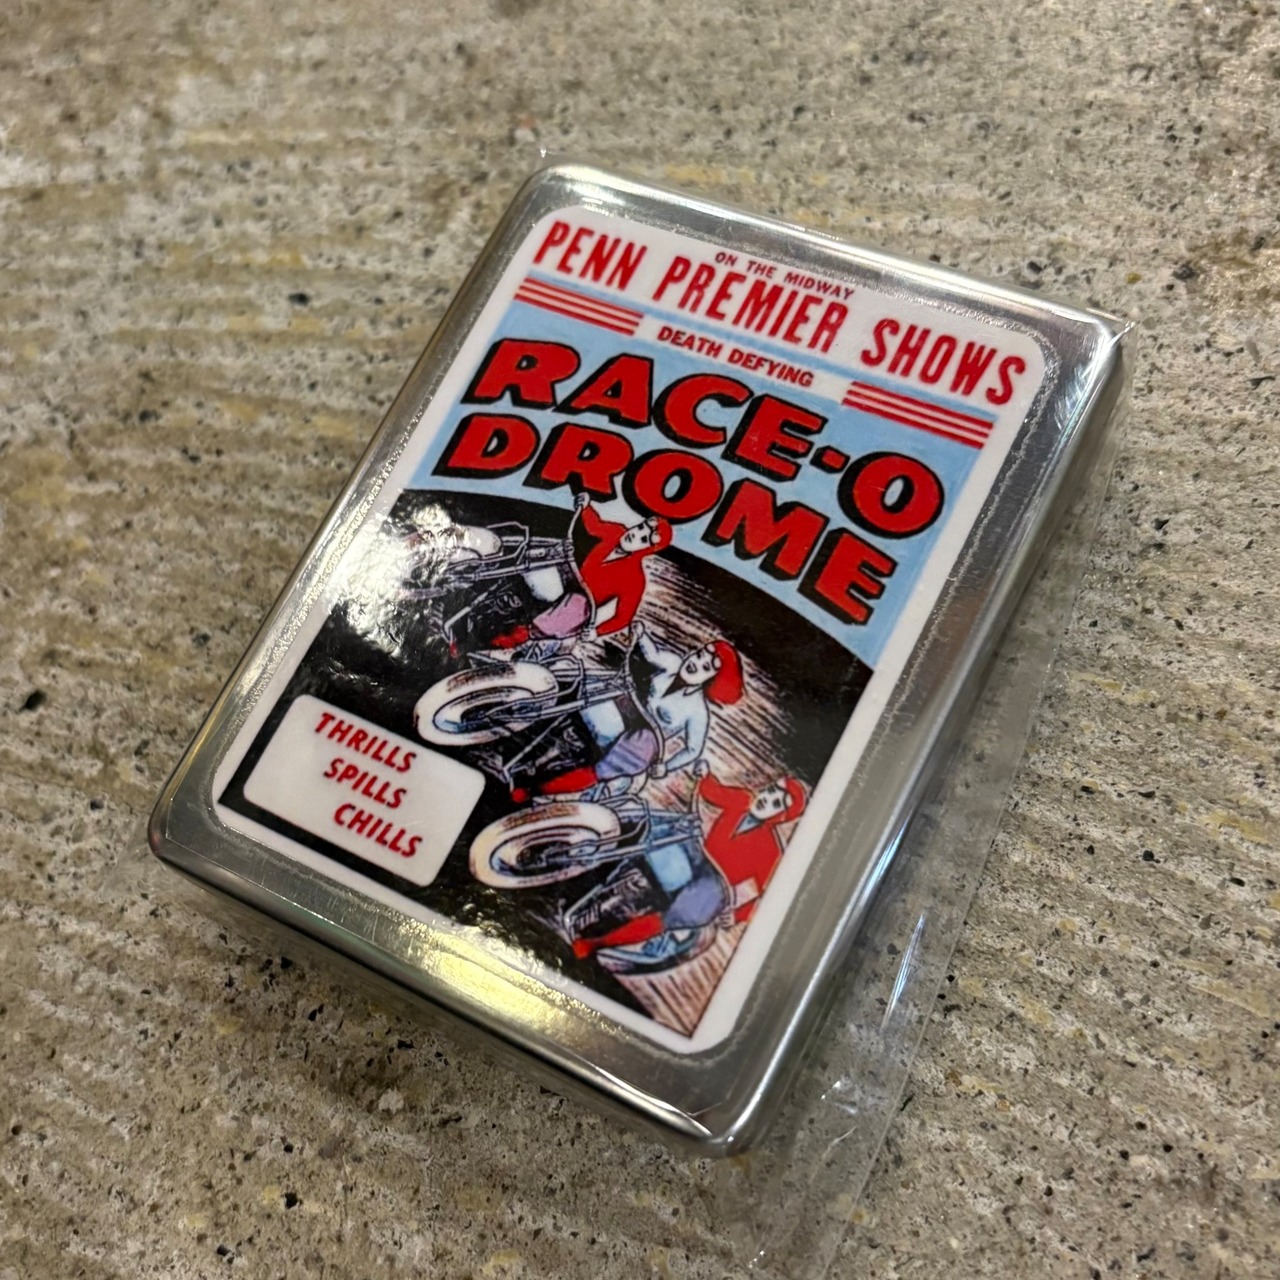 ON THE MIDWAY
PENN PREMIER SHOWS
DEATH DEFYING
RACE-O
DROME
THRILLS
SPILLS
CHILLS